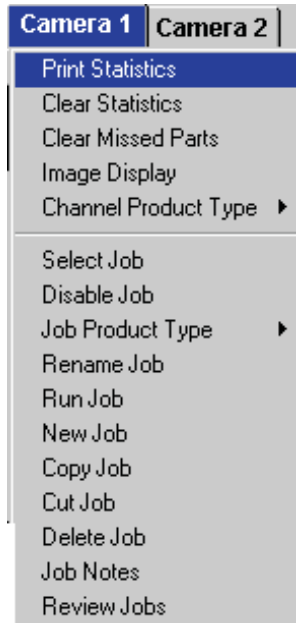 Camera 1 Camera 2
Print Statistics
Clear Statistics
Clear Missed Parts
Image Display
Channel Product Type
Select Job
Disable Job
Job Product Type
Rename Job
Run Job
New Job
Copy Job
Cut Job
Delete Job
Job Notes
Review Jobs